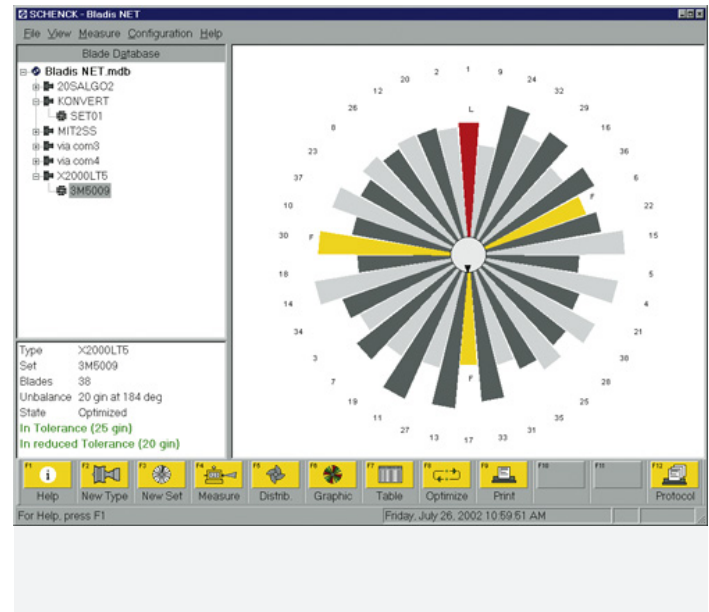 SCHENCK - Bladis NET
File View Measure Configuration Help
Blade Database
Bladis NET.mdb
20SALGO2
KONVERT
SET01
MIT2SS
via com3
via com4
X2000LT5
3M5009
Type X2000LT5
Set 3M5009
Blades 38
Unbalance 20 gin at 184 deg
State Optimized
In Tolerance (25 gin)
In reduced Tolerance (20 gin)
1
9
24
32
29
16
36
6
22
15
5
4
21
38
28
25
35
31
33
17
13
27
11
19
7
3
34
14
18
30
10
37
23
8
26
12
20
2
L
F
F
F
F1 Help
F2 New Type
F3 New Set
F4 Measure
F5 Distrib.
F6 Graphic
F7 Table
F8 Optimize
F9 Print
F10
F11
F12 Protocol
For Help, press F1
Friday, July 26, 2002 10:59:51 AM